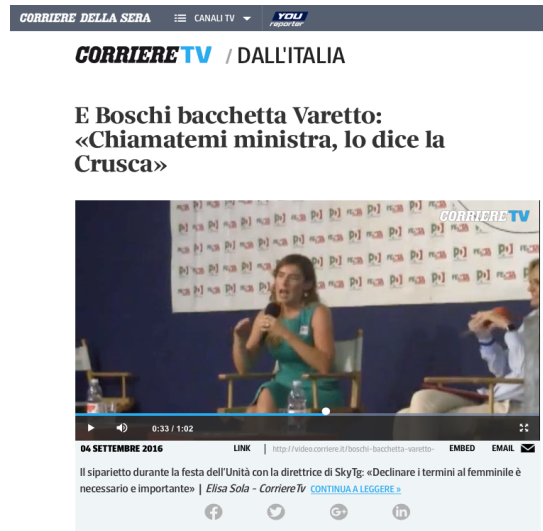 CORRIERE DELLA SERA CANALI TV YOU reporter
CORRIERE TV / DALL'ITALIA
E Boschi bacchetta Varetto:
«Chiamatemi ministra, lo dice la
Crusca»
CORRIERE TV
0:33 / 1:02
04 SETTEMBRE 2016 LINK http://video.corriere.it/boschi-bacchetta-varetto- EMBED EMAIL
Il siparietto durante la festa dell'Unità con la direttrice di SkyTg: «Declinare i termini al femminile è
necessario e importante» | Elisa Sola - CorriereTv CONTINUA A LEGGERE »